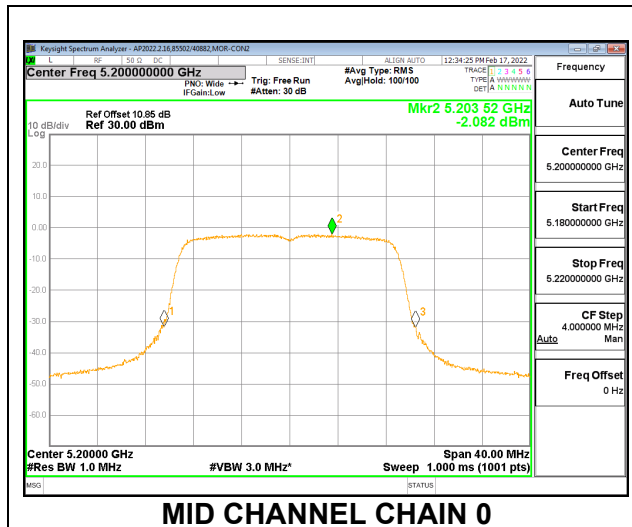 Keysight Spectrum Analyzer - AP2022.2.16,85502/40882,MOR-CON2
L RF 50 Ω DC SENSE:INT ALIGN AUTO 12:34:25 PM Feb 17, 2022
Center Freq 5.200000000 GHz
PNO: Wide
IFGain:Low
Trig: Free Run
#Atten: 30 dB
#Avg Type: RMS
Avg|Hold: 100/100
TRACE 1 2 3 4 5 6
TYPE A WWWWW
DET A N N N N N
Frequency
Auto Tune
Center Freq
5.200000000 GHz
Start Freq
5.180000000 GHz
Stop Freq
5.220000000 GHz
CF Step
4.000000 MHz
Auto Man
Freq Offset
0 Hz
Mkr2 5.203 52 GHz
-2.082 dBm
Ref Offset 10.85 dB
10 dB/div Ref 30.00 dBm
Log
20.0
10.0
0.00
-10.0
-20.0
-30.0
-40.0
-50.0
-60.0
1
2
3
Center 5.20000 GHz Span 40.00 MHz
#Res BW 1.0 MHz #VBW 3.0 MHz* Sweep 1.000 ms (1001 pts)
MSG STATUS
MID CHANNEL CHAIN 0